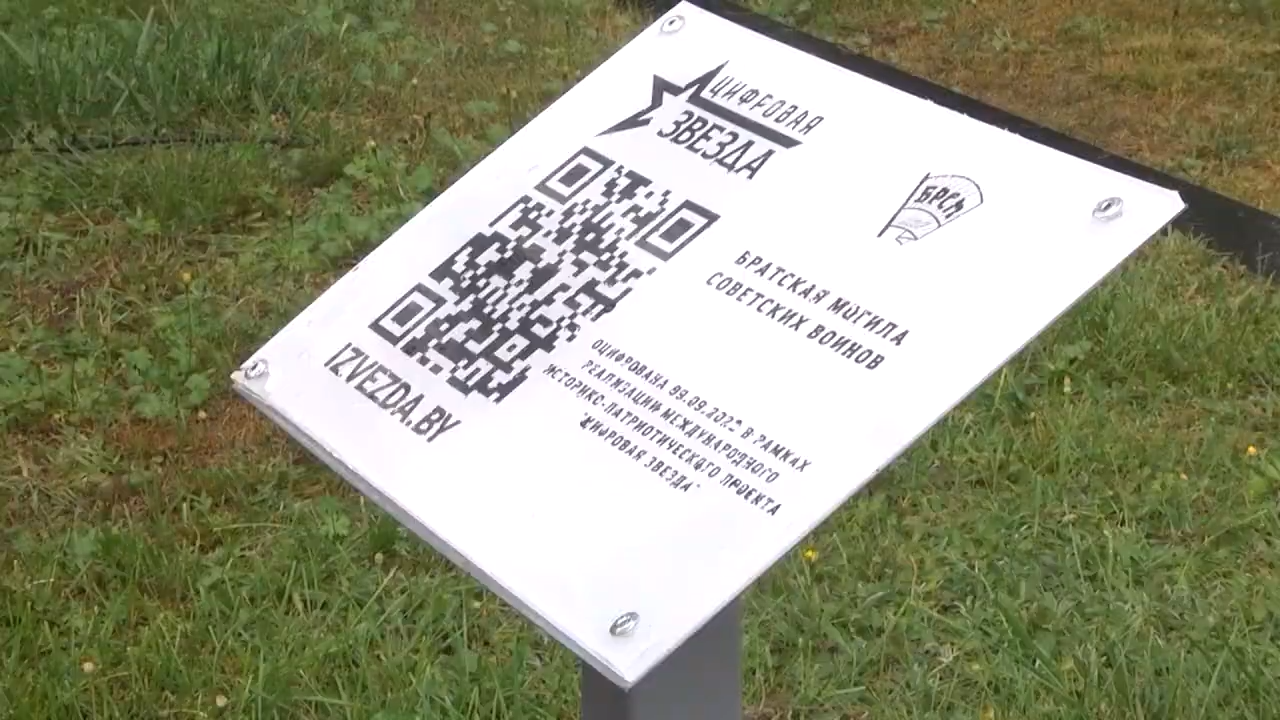 ЦИФРОВАЯ
ЗВЕЗДА
IZVEZDA.BY
БРСМ
БРАТСКАЯ МОГИЛА
СОВЕТСКИХ ВОИНОВ
ОЦИФРОВАНА 09.09.2022 В РАМКАХ
РЕАЛИЗАЦИИ МЕЖДУНАРОДНОГО
ИСТОРИКО-ПАТРИОТИЧЕСКОГО ПРОЕКТА
"ЦИФРОВАЯ ЗВЕЗДА"